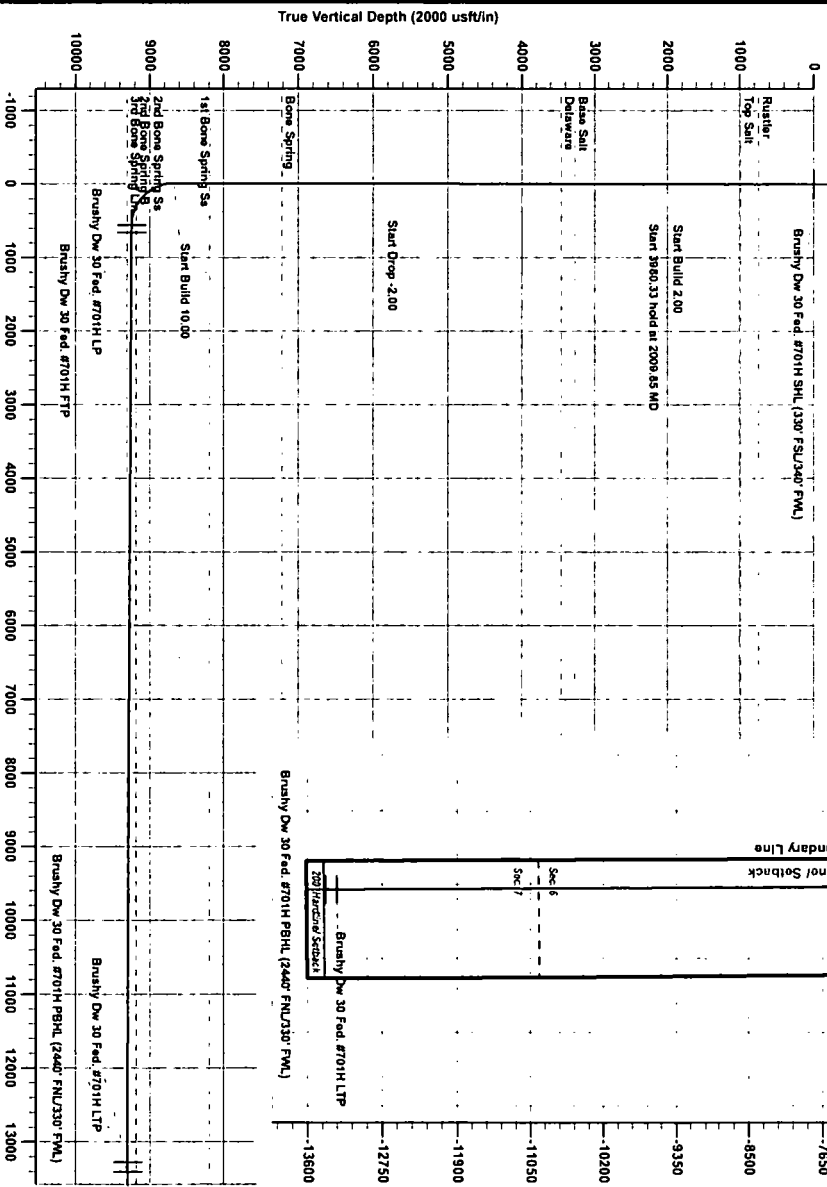 True Vertical Depth (2000 usft/in)
0
1000
2000
3000
4000
5000
6000
7000
8000
9000
10000
Rustler
Top Salt
Base Salt
Delaware
Bone Spring
1st Bone Spring Ss
2nd Bone Spring Ss
2nd Bone Spring B
3rd Bone Spring Lm
Brushy Dw 30 Fed. #701H SHL (330' FSL/340' FWL)
Start Build 2.00
Start 3980.33 hold at 2009.85 MD
Start Drop -2.00
Start Build 10.00
Brushy Dw 30 Fed. #701H LP
Brushy Dw 30 Fed. #701H FTP
Brushy Dw 30 Fed. #701H LTP
Brushy Dw 30 Fed. #701H PBHL (2440' FNL/330' FWL)
-1000
0
1000
2000
3000
4000
5000
6000
7000
8000
9000
10000
11000
12000
13000
ndary Line
Setback
Sec.
Sec.
200' Hardline/ Setback
Brushy Dw 30 Fed. #701H LTP
Brushy Dw 30 Fed. #701H PBHL (2440' FNL/330' FWL)
-13600
-12750
-11900
-11050
-10200
-9350
-8500
-7650